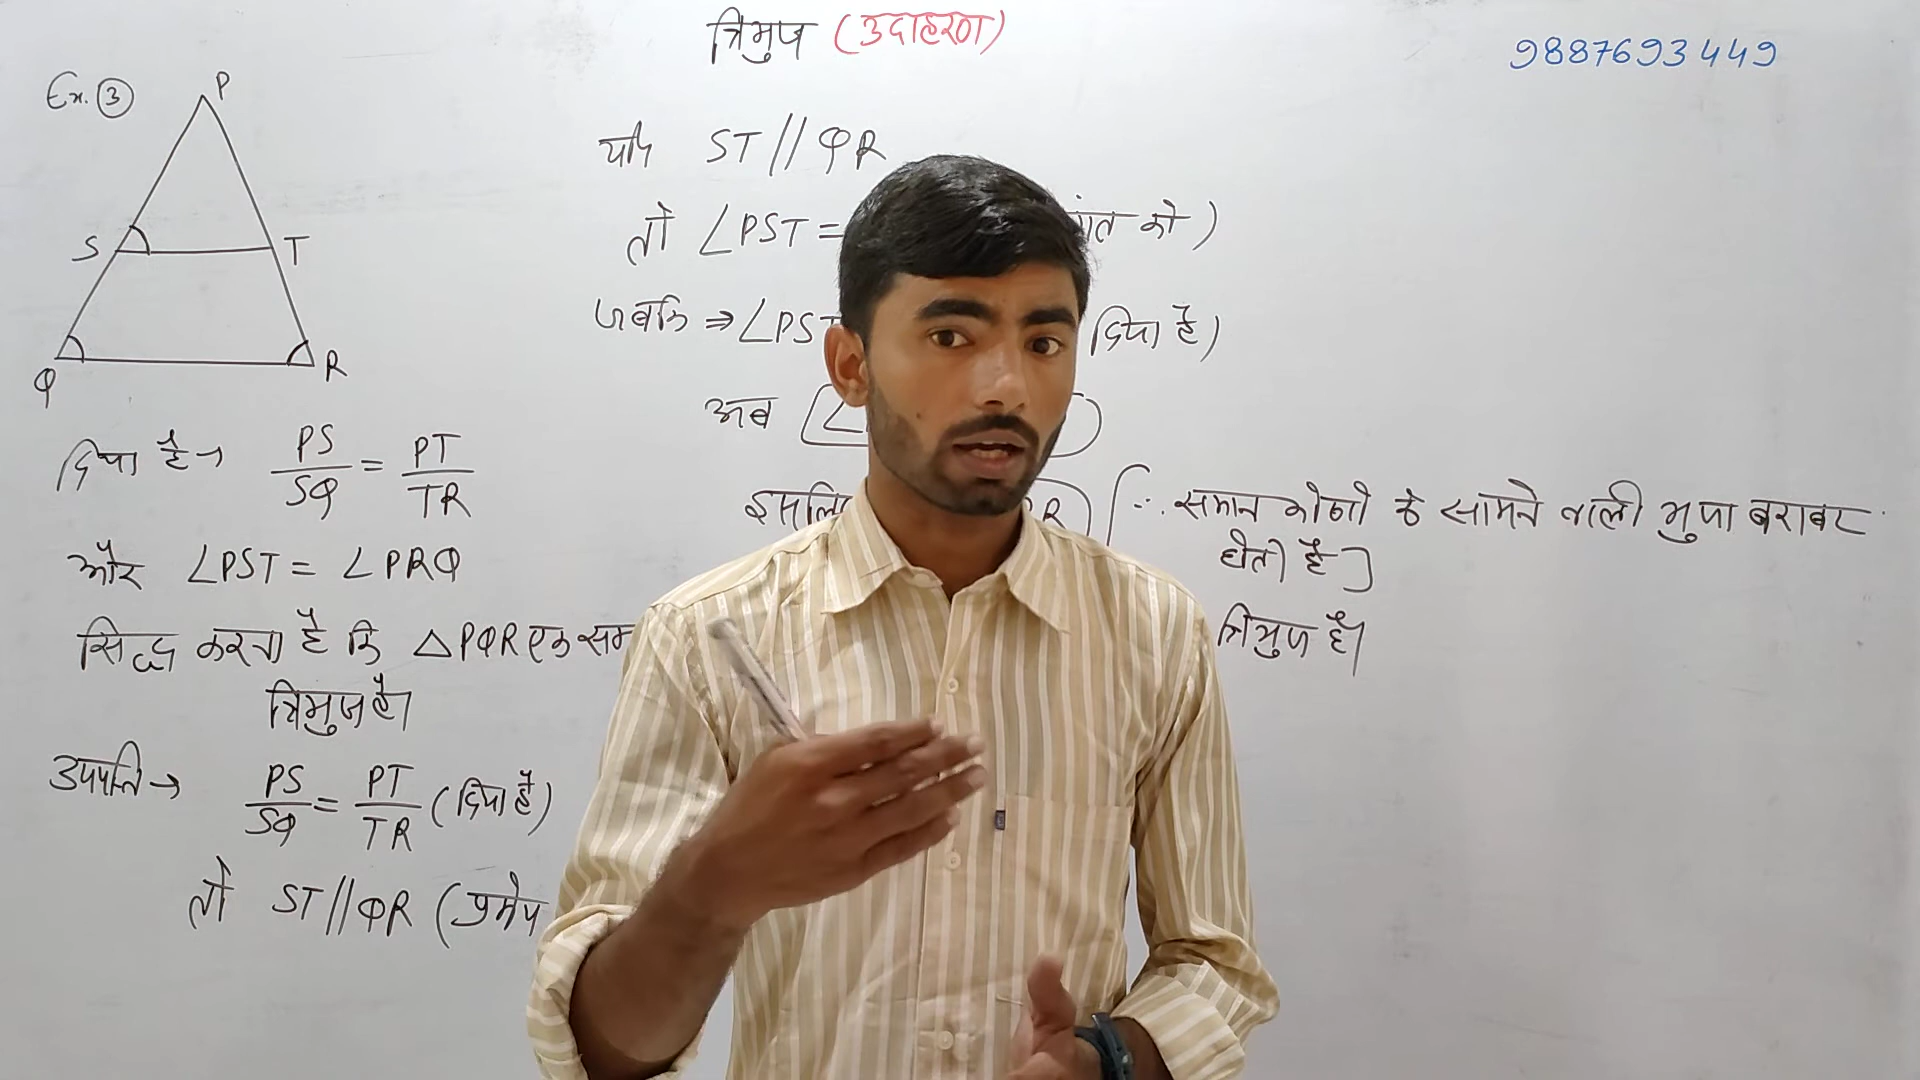 त्रिभुज (उदाहरण)
9887693449
Ex. ③
P
S
T
Q
R
दिया है→ PS/SQ = PT/TR
और ∠PST = ∠PRQ
सिद्ध करना है कि △PQR एक
त्रिभुज है।
उपपत्ति→ PS/SQ = PT/TR (दिया है)
तो ST//QR (प्रमेय
यदि ST//QR
तो ∠PST = को)
जबकि ⇒ ∠PS दिया है)
अब
R [∵ समान कोणों के सामने वाली भुजा बराबर
होती है]
त्रिभुज है।